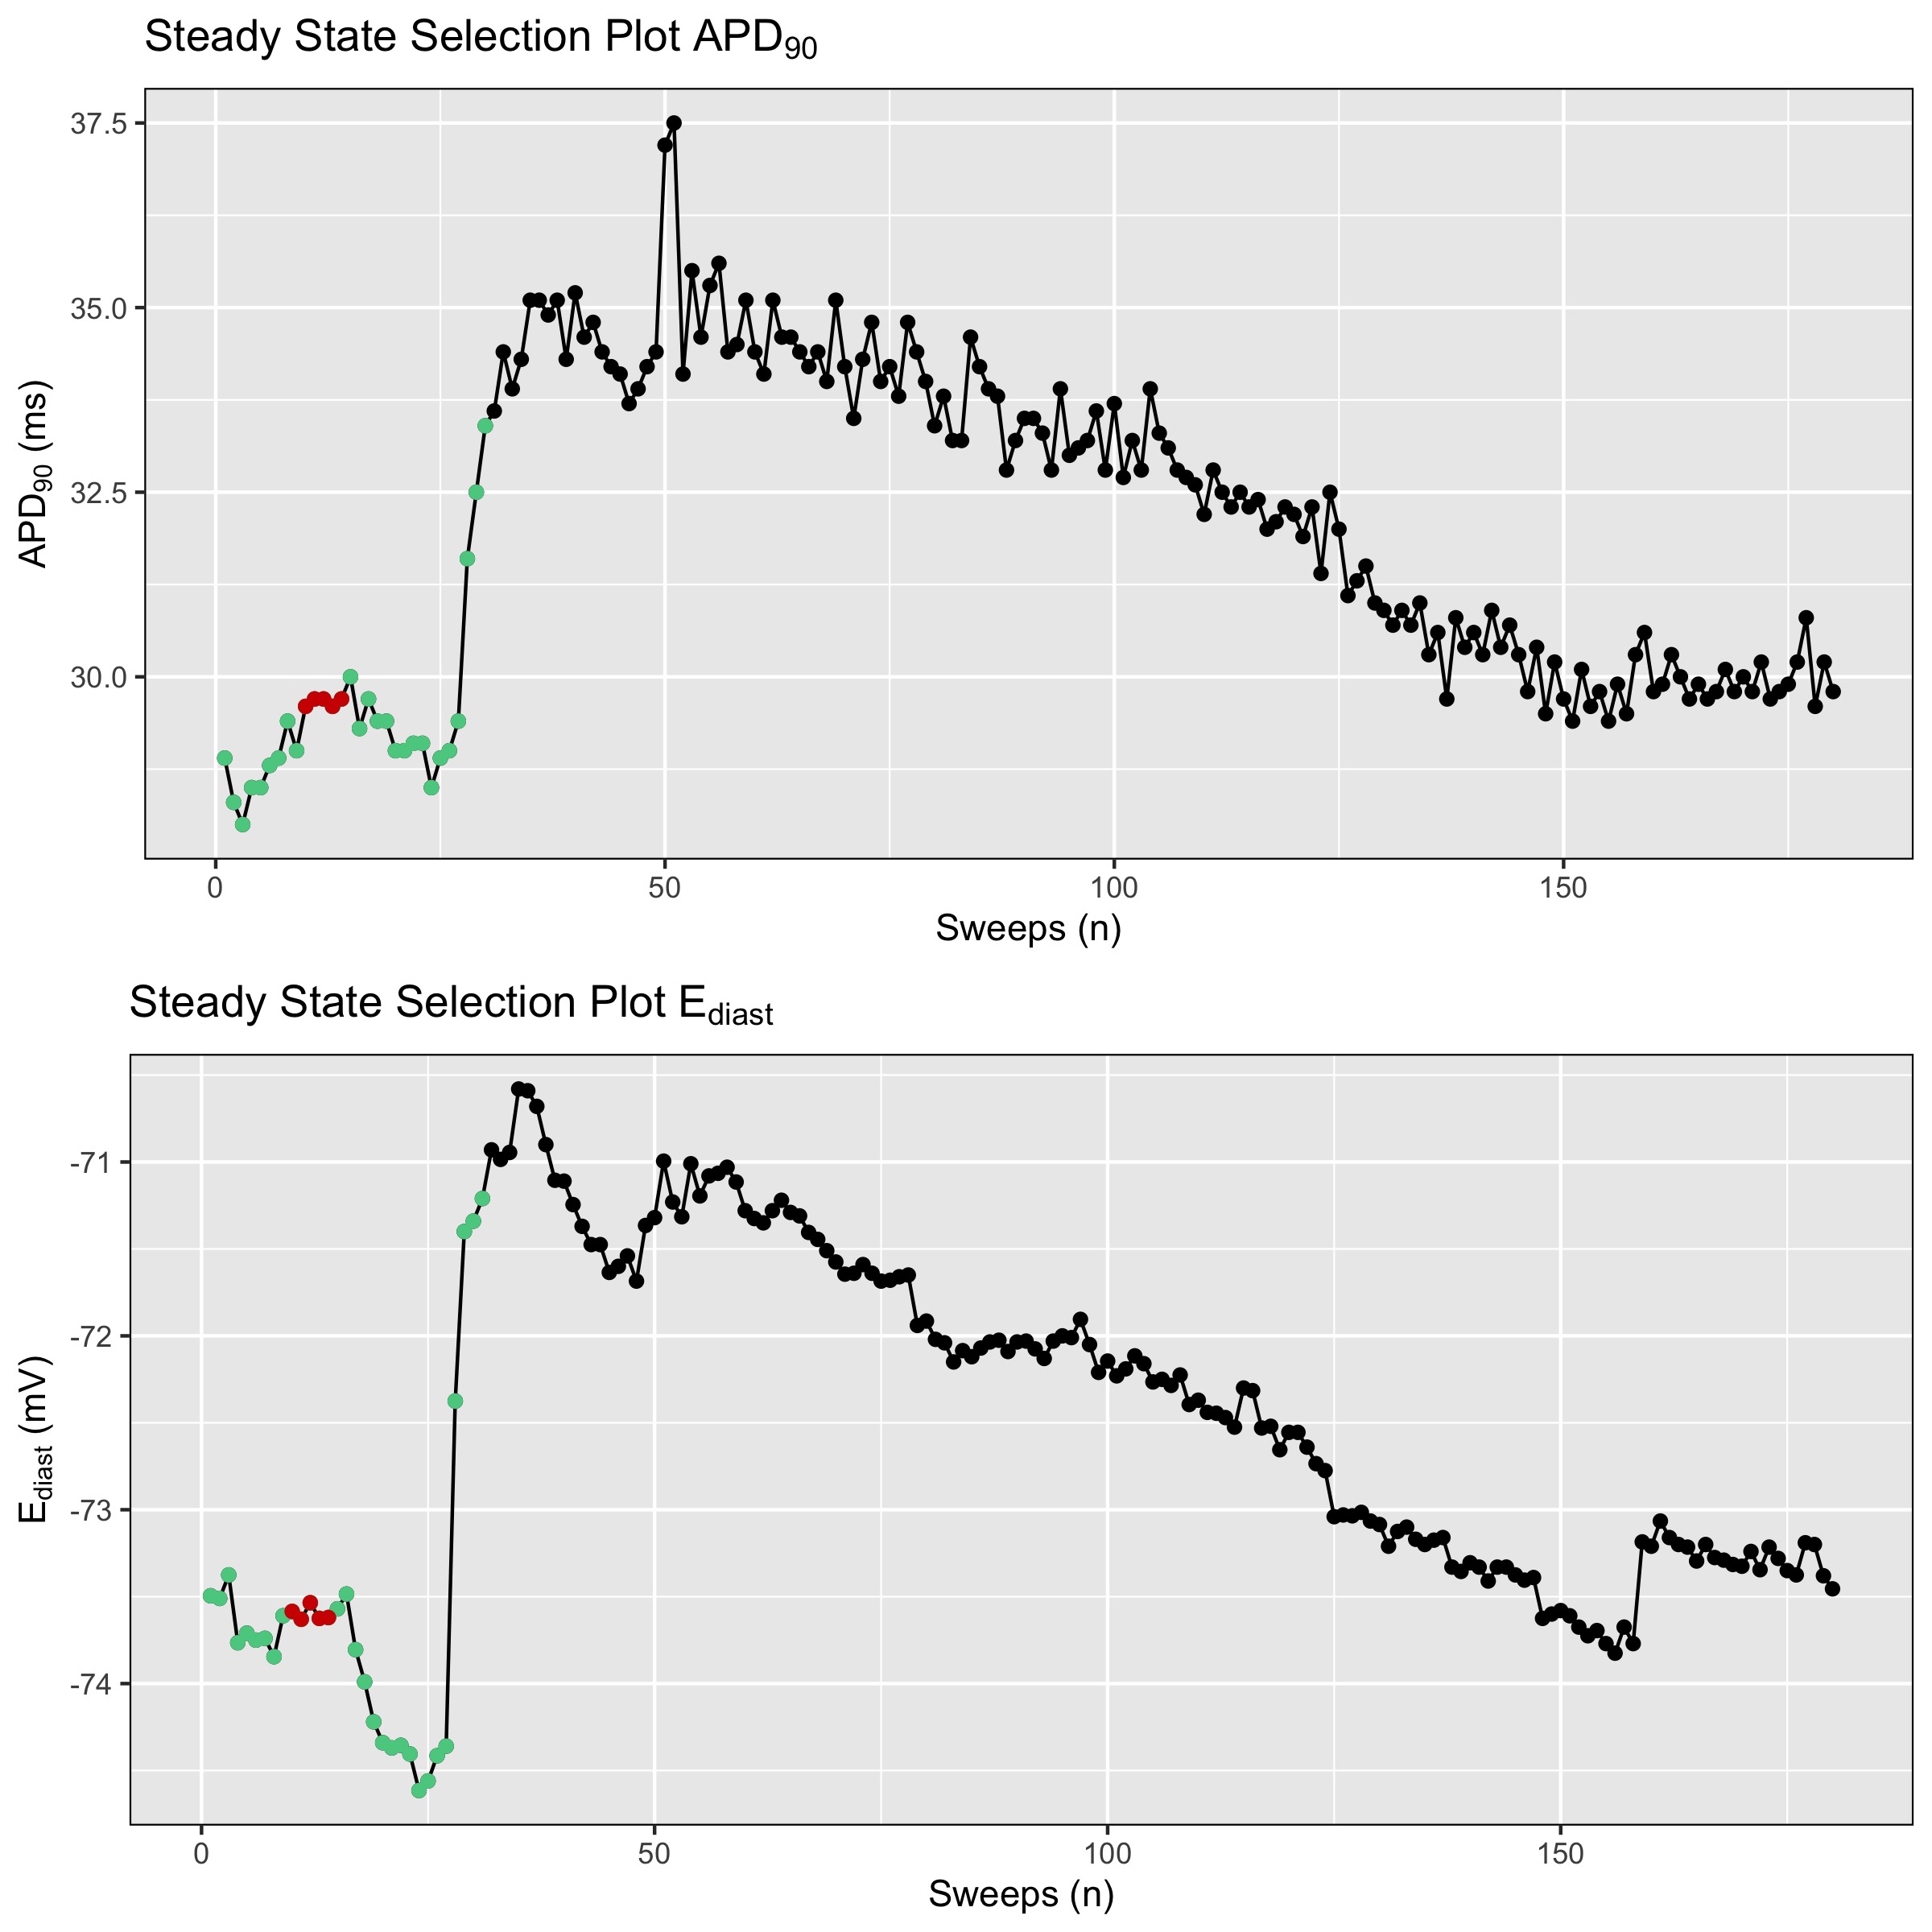 Steady State Selection Plot APD90
37.5
35.0
32.5
30.0
APD90 (ms)
0 50 100 150
Sweeps (n)
Steady State Selection Plot Ediast
-71
-72
-73
-74
Ediast (mV)
0 50 100 150
Sweeps (n)